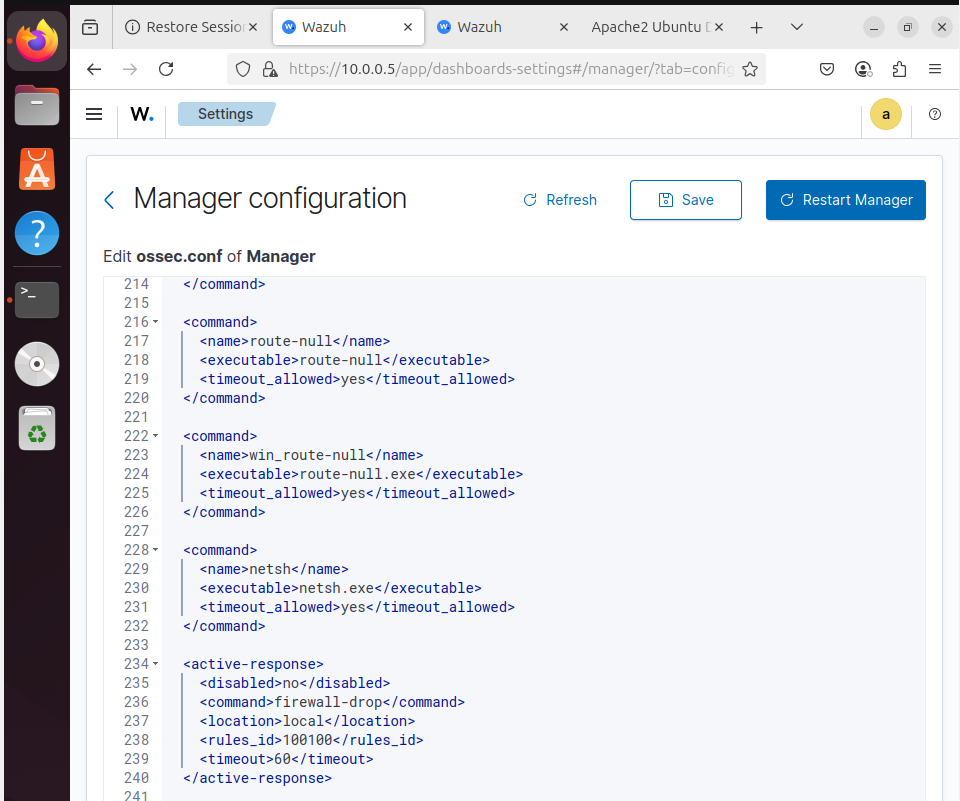 Restore Sessio
Wazuh
Wazuh
Apache2 Ubuntu D
https://10.0.0.5/app/dashboards-settings#/manager/?tab=config
W.
Settings
a
Manager configuration
Refresh
Save
Restart Manager
Edit ossec.conf of Manager
214 </command>
215
216 <command>
217 <name>route-null</name>
218 <executable>route-null</executable>
219 <timeout_allowed>yes</timeout_allowed>
220 </command>
221
222 <command>
223 <name>win_route-null</name>
224 <executable>route-null.exe</executable>
225 <timeout_allowed>yes</timeout_allowed>
226 </command>
227
228 <command>
229 <name>netsh</name>
230 <executable>netsh.exe</executable>
231 <timeout_allowed>yes</timeout_allowed>
232 </command>
233
234 <active-response>
235 <disabled>no</disabled>
236 <command>firewall-drop</command>
237 <location>local</location>
238 <rules_id>100100</rules_id>
239 <timeout>60</timeout>
240 </active-response>
241